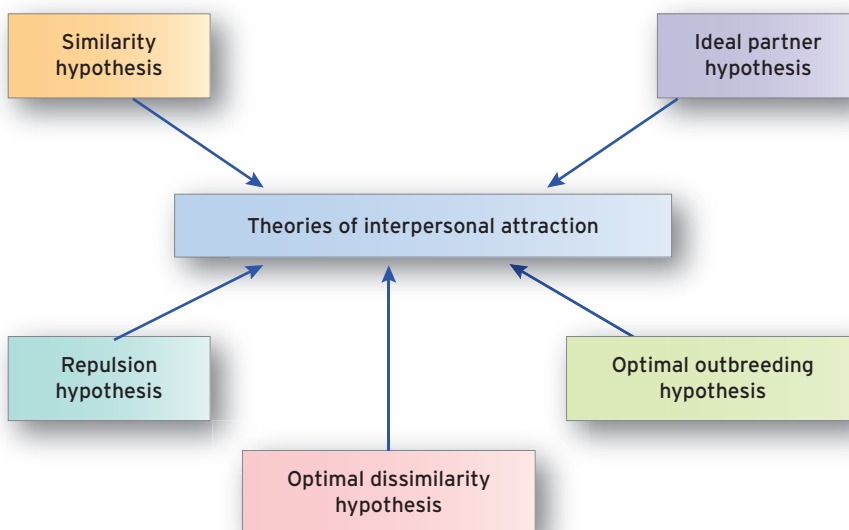 Similarity
hypothesis
Ideal partner
hypothesis
Theories of interpersonal attraction
Repulsion
hypothesis
Optimal outbreeding
hypothesis
Optimal dissimilarity
hypothesis